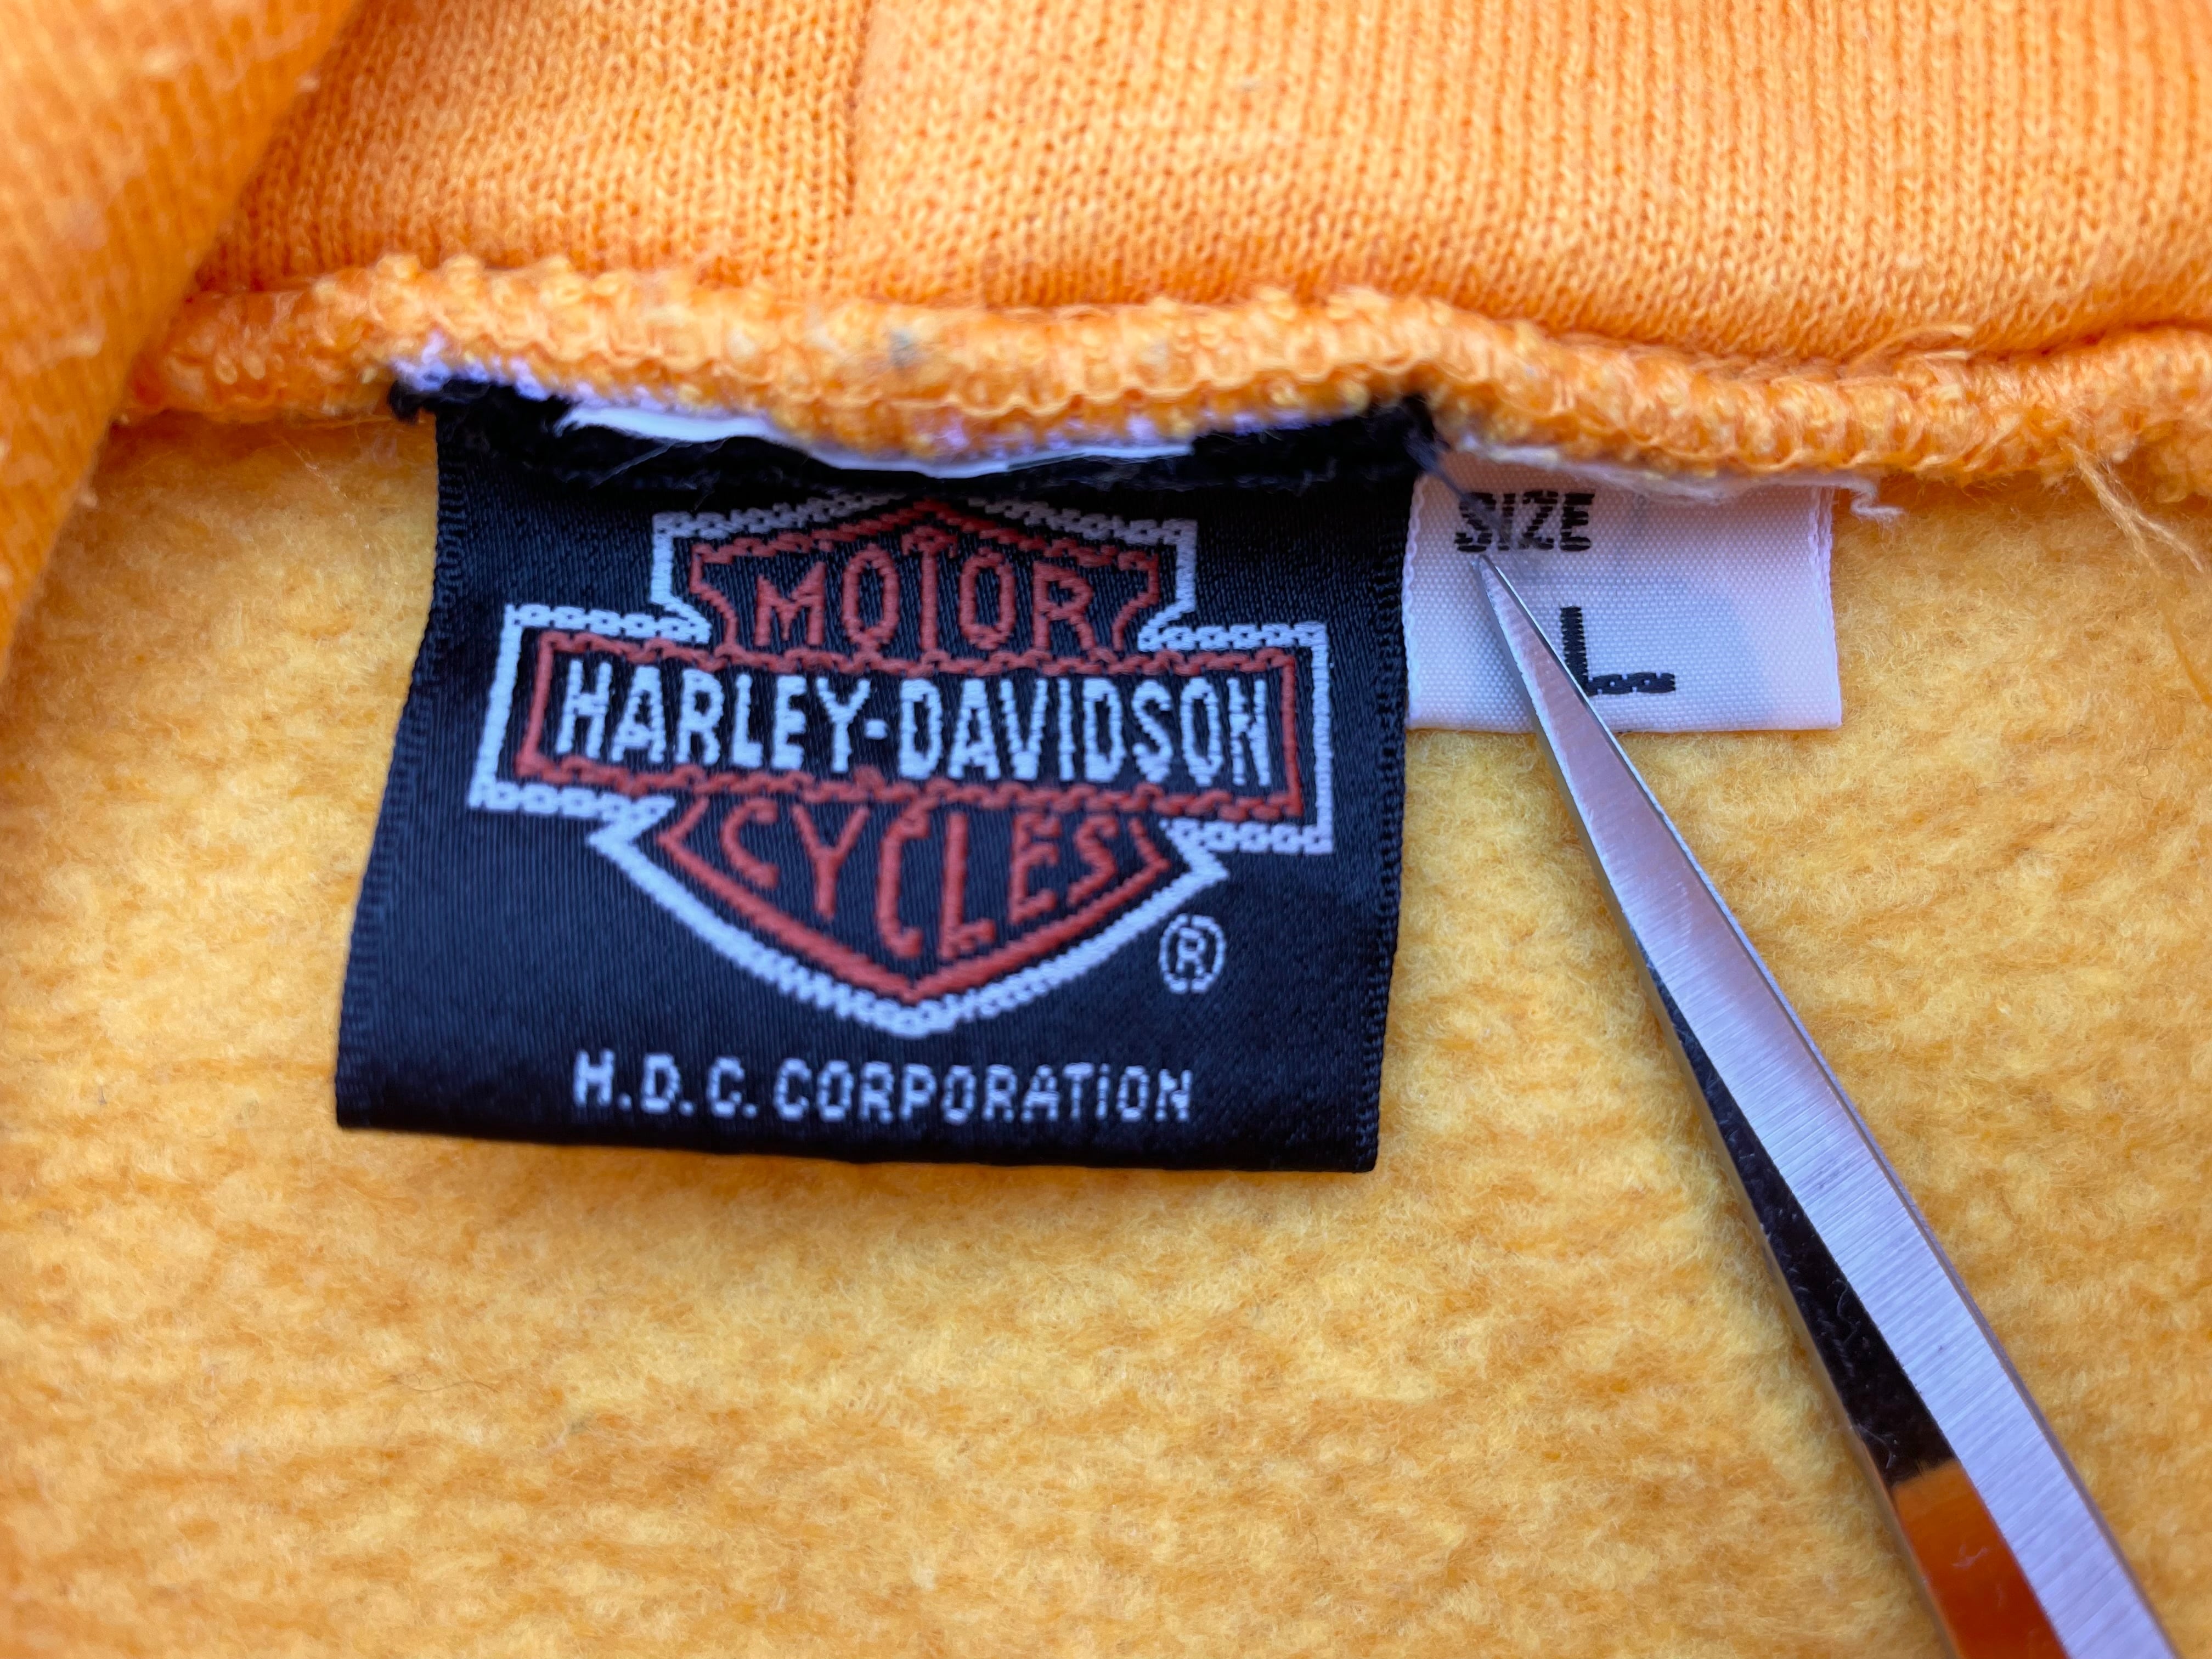 MOTOR
HARLEY-DAVIDSON
CYCLES
®
H.D.C. CORPORATION
SIZE
L